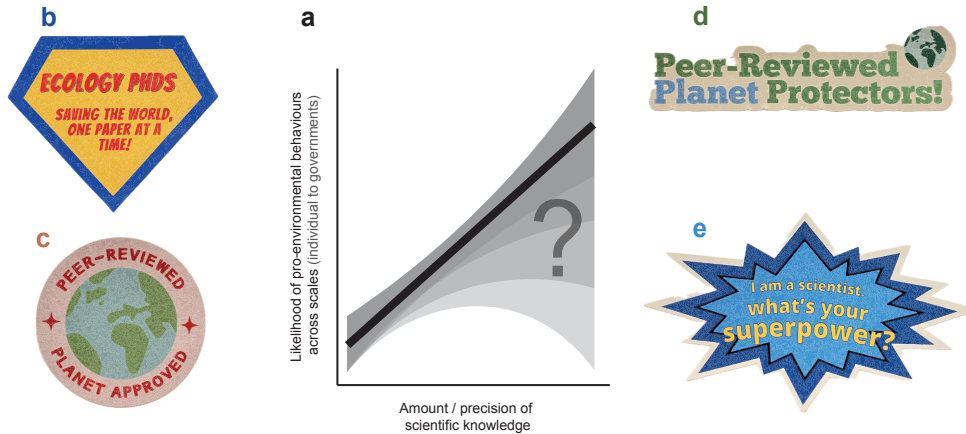 b
ECOLOGY PHDS
SAVING THE WORLD,
ONE PAPER AT A
TIME!
c
PEER-REVIEWED
PLANET APPROVED
a
Likelihood of pro-environmental behaviours
across scales (individual to governments)
?
Amount / precision of
scientific knowledge
d
Peer-Reviewed
Planet Protectors!
e
I am a scientist.
what's your
superpower?